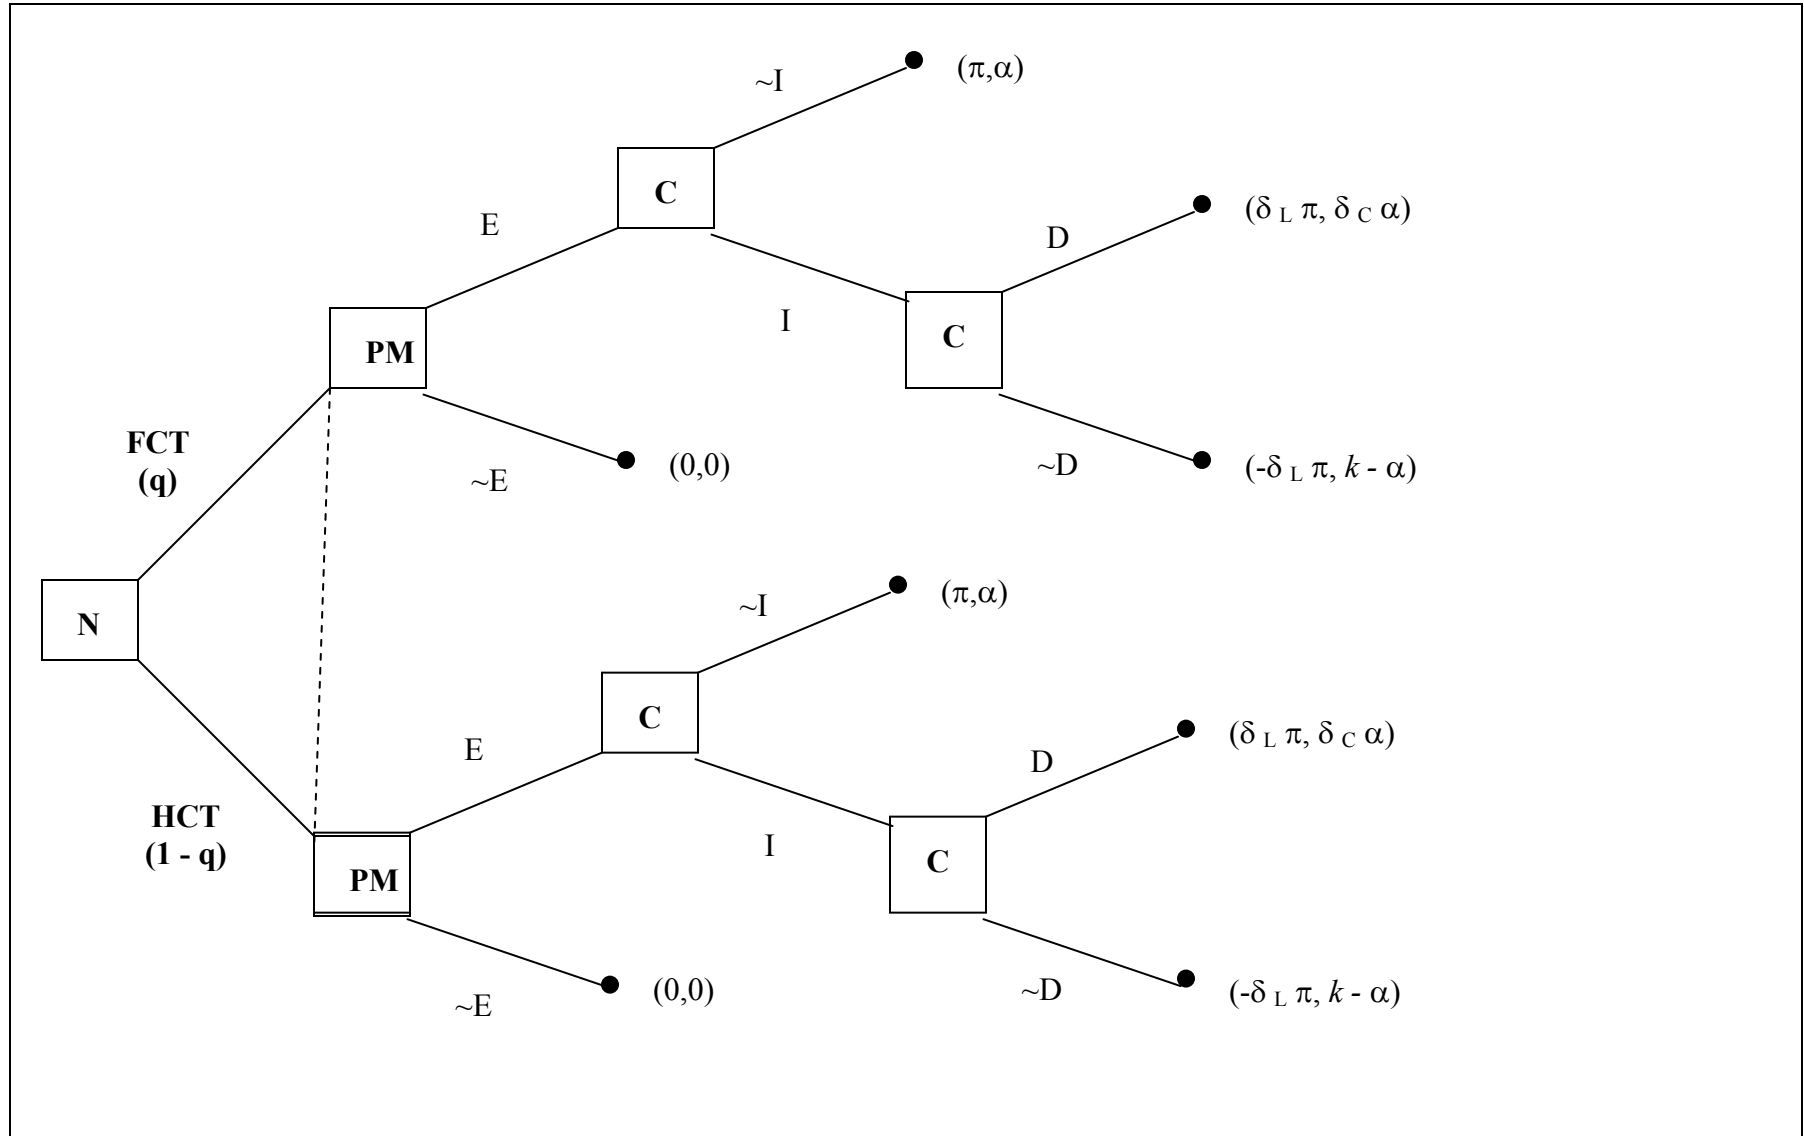 ~I
(π,α)
C
(δ L π, δ C α)
E
D
I
C
PM
FCT
(q)
~E
(0,0)
~D
(-δ L π, k - α)
N
~I
(π,α)
C
(δ L π, δ C α)
E
D
HCT
(1 - q)
I
C
PM
~E
(0,0)
~D
(-δ L π, k - α)